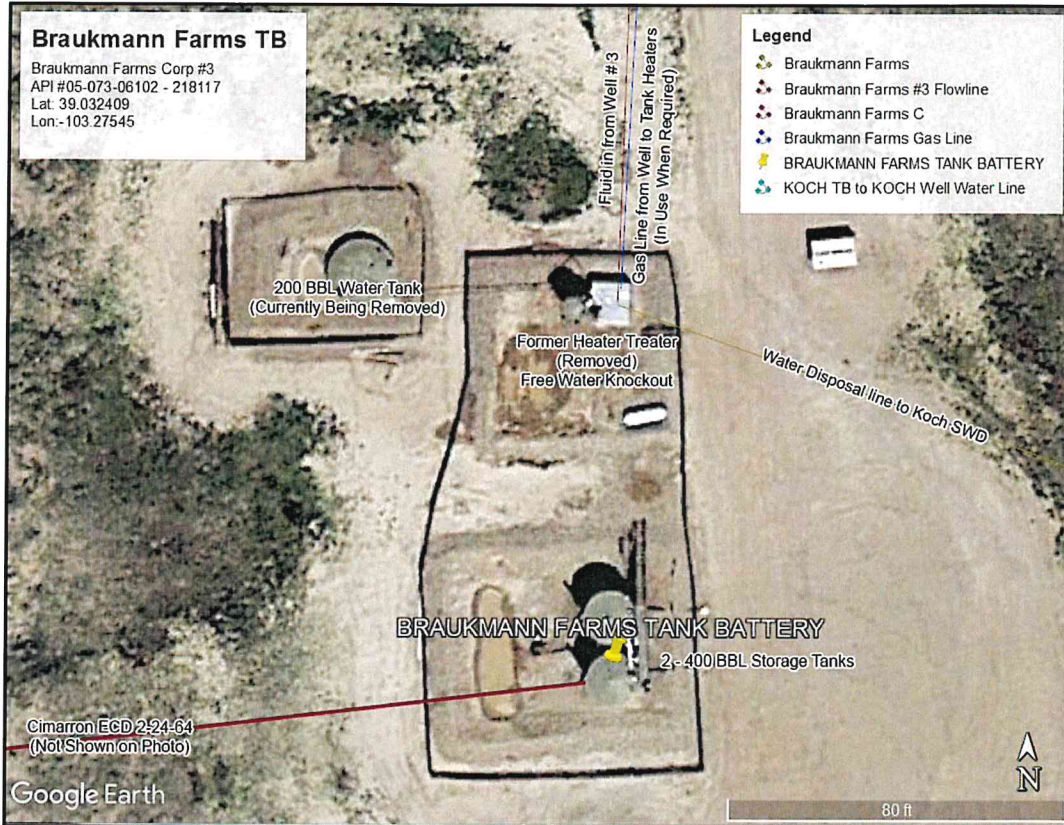 Braukmann Farms TB
Braukmann Farms Corp #3
API #05-073-06102 - 218117
Lat: 39.032409
Lon:-103.27545
Legend
Braukmann Farms
Braukmann Farms #3 Flowline
Braukmann Farms C
Braukmann Farms Gas Line
BRAUKMANN FARMS TANK BATTERY
KOCH TB to KOCH Well Water Line
Fluid in from Well # 3
Gas Line from Well to Tank Heaters
(In Use When Required)
200 BBL Water Tank
(Currently Being Removed)
Former Heater Treater
(Removed)
Free Water Knockout
Water Disposal line to Koch SWD
BRAUKMANN FARMS TANK BATTERY
2 - 400 BBL Storage Tanks
Cimarron ECD 2-24-64
(Not Shown on Photo)
Google Earth
N
80 ft